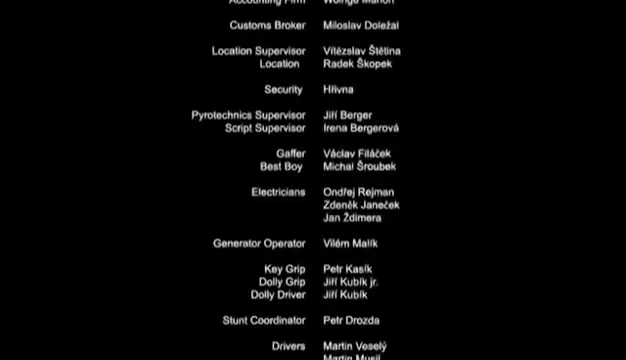 Accounting Firm Wolnge Mahon
Customs Broker Miloslav Doležal
Location Supervisor Vítězslav Štětina
Location Radek Škopek
Security Hřivna
Pyrotechnics Supervisor Jiří Berger
Script Supervisor Irena Bergerová
Gaffer Václav Filáček
Best Boy Michal Šroubek
Electricians Ondřej Rejman
Zdeněk Janeček
Jan Ždimera
Generator Operator Vilém Malík
Key Grip Petr Kasík
Dolly Grip Jiří Kubík jr.
Dolly Driver Jiří Kubík
Stunt Coordinator Petr Drozda
Drivers Martin Veselý
Martin Musil